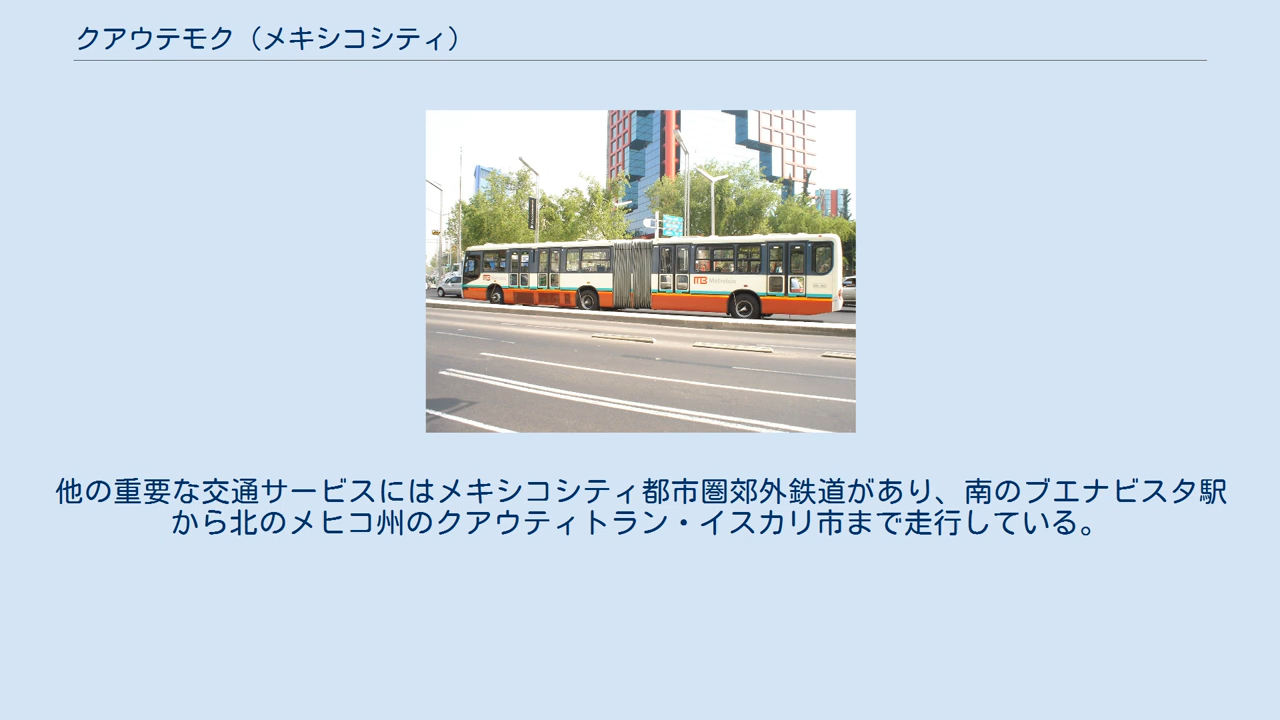 クアウテモク（メキシコシティ）
MB Metrobús
MB Metrobús
他の重要な交通サービスにはメキシコシティ都市圏郊外鉄道があり、南のブエナビスタ駅
から北のメヒコ州のクアウティトラン・イスカリ市まで走行している。